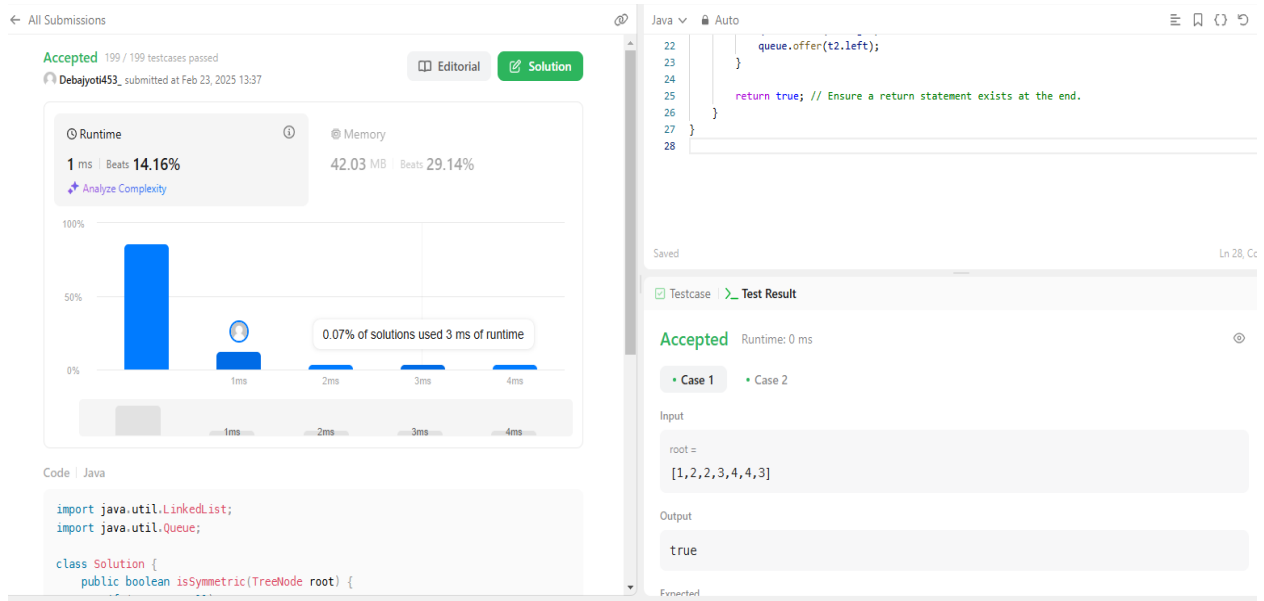 All Submissions
Accepted 199 / 199 testcases passed
Debajyoti453_ submitted at Feb 23, 2025 13:37
Editorial
Solution
Runtime
1 ms | Beats 14.16%
Analyze Complexity
Memory
42.03 MB | Beats 29.14%
100%
50%
0%
0.07% of solutions used 3 ms of runtime
1ms 2ms 3ms 4ms
1ms 2ms 3ms 4ms
Code | Java
import java.util.LinkedList;
import java.util.Queue;
class Solution {
public boolean isSymmetric(TreeNode root) {
Java Auto
22 queue.offer(t2.left);
23 }
24
25 return true; // Ensure a return statement exists at the end.
26 }
27 }
28
Saved
Ln 28,
Testcase | Test Result
Accepted Runtime: 0 ms
• Case 1 • Case 2
Input
root =
[1,2,2,3,4,4,3]
Output
true
Expected